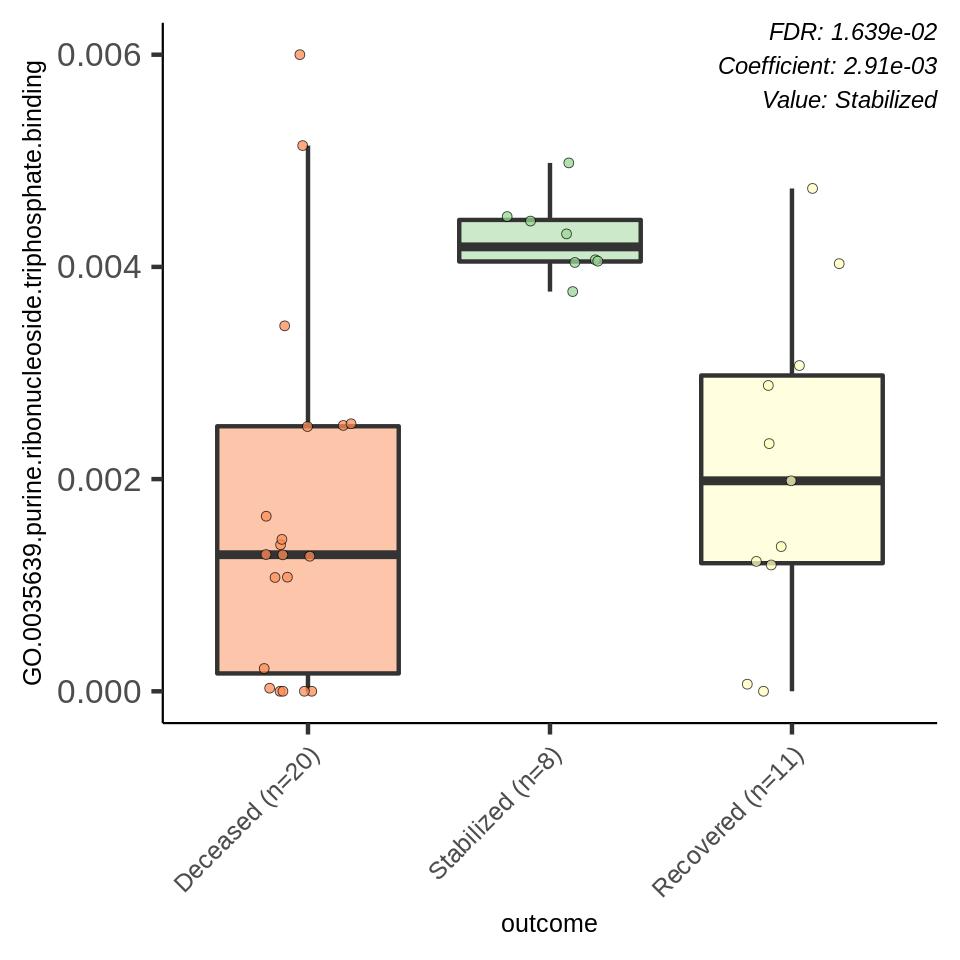 FDR: 1.639e-02
Coefficient: 2.91e-03
Value: Stabilized
GO.0035639.purine.ribonucleoside.triphosphate.binding
0.006
0.004
0.002
0.000
Deceased (n=20)
Stabilized (n=8)
Recovered (n=11)
outcome